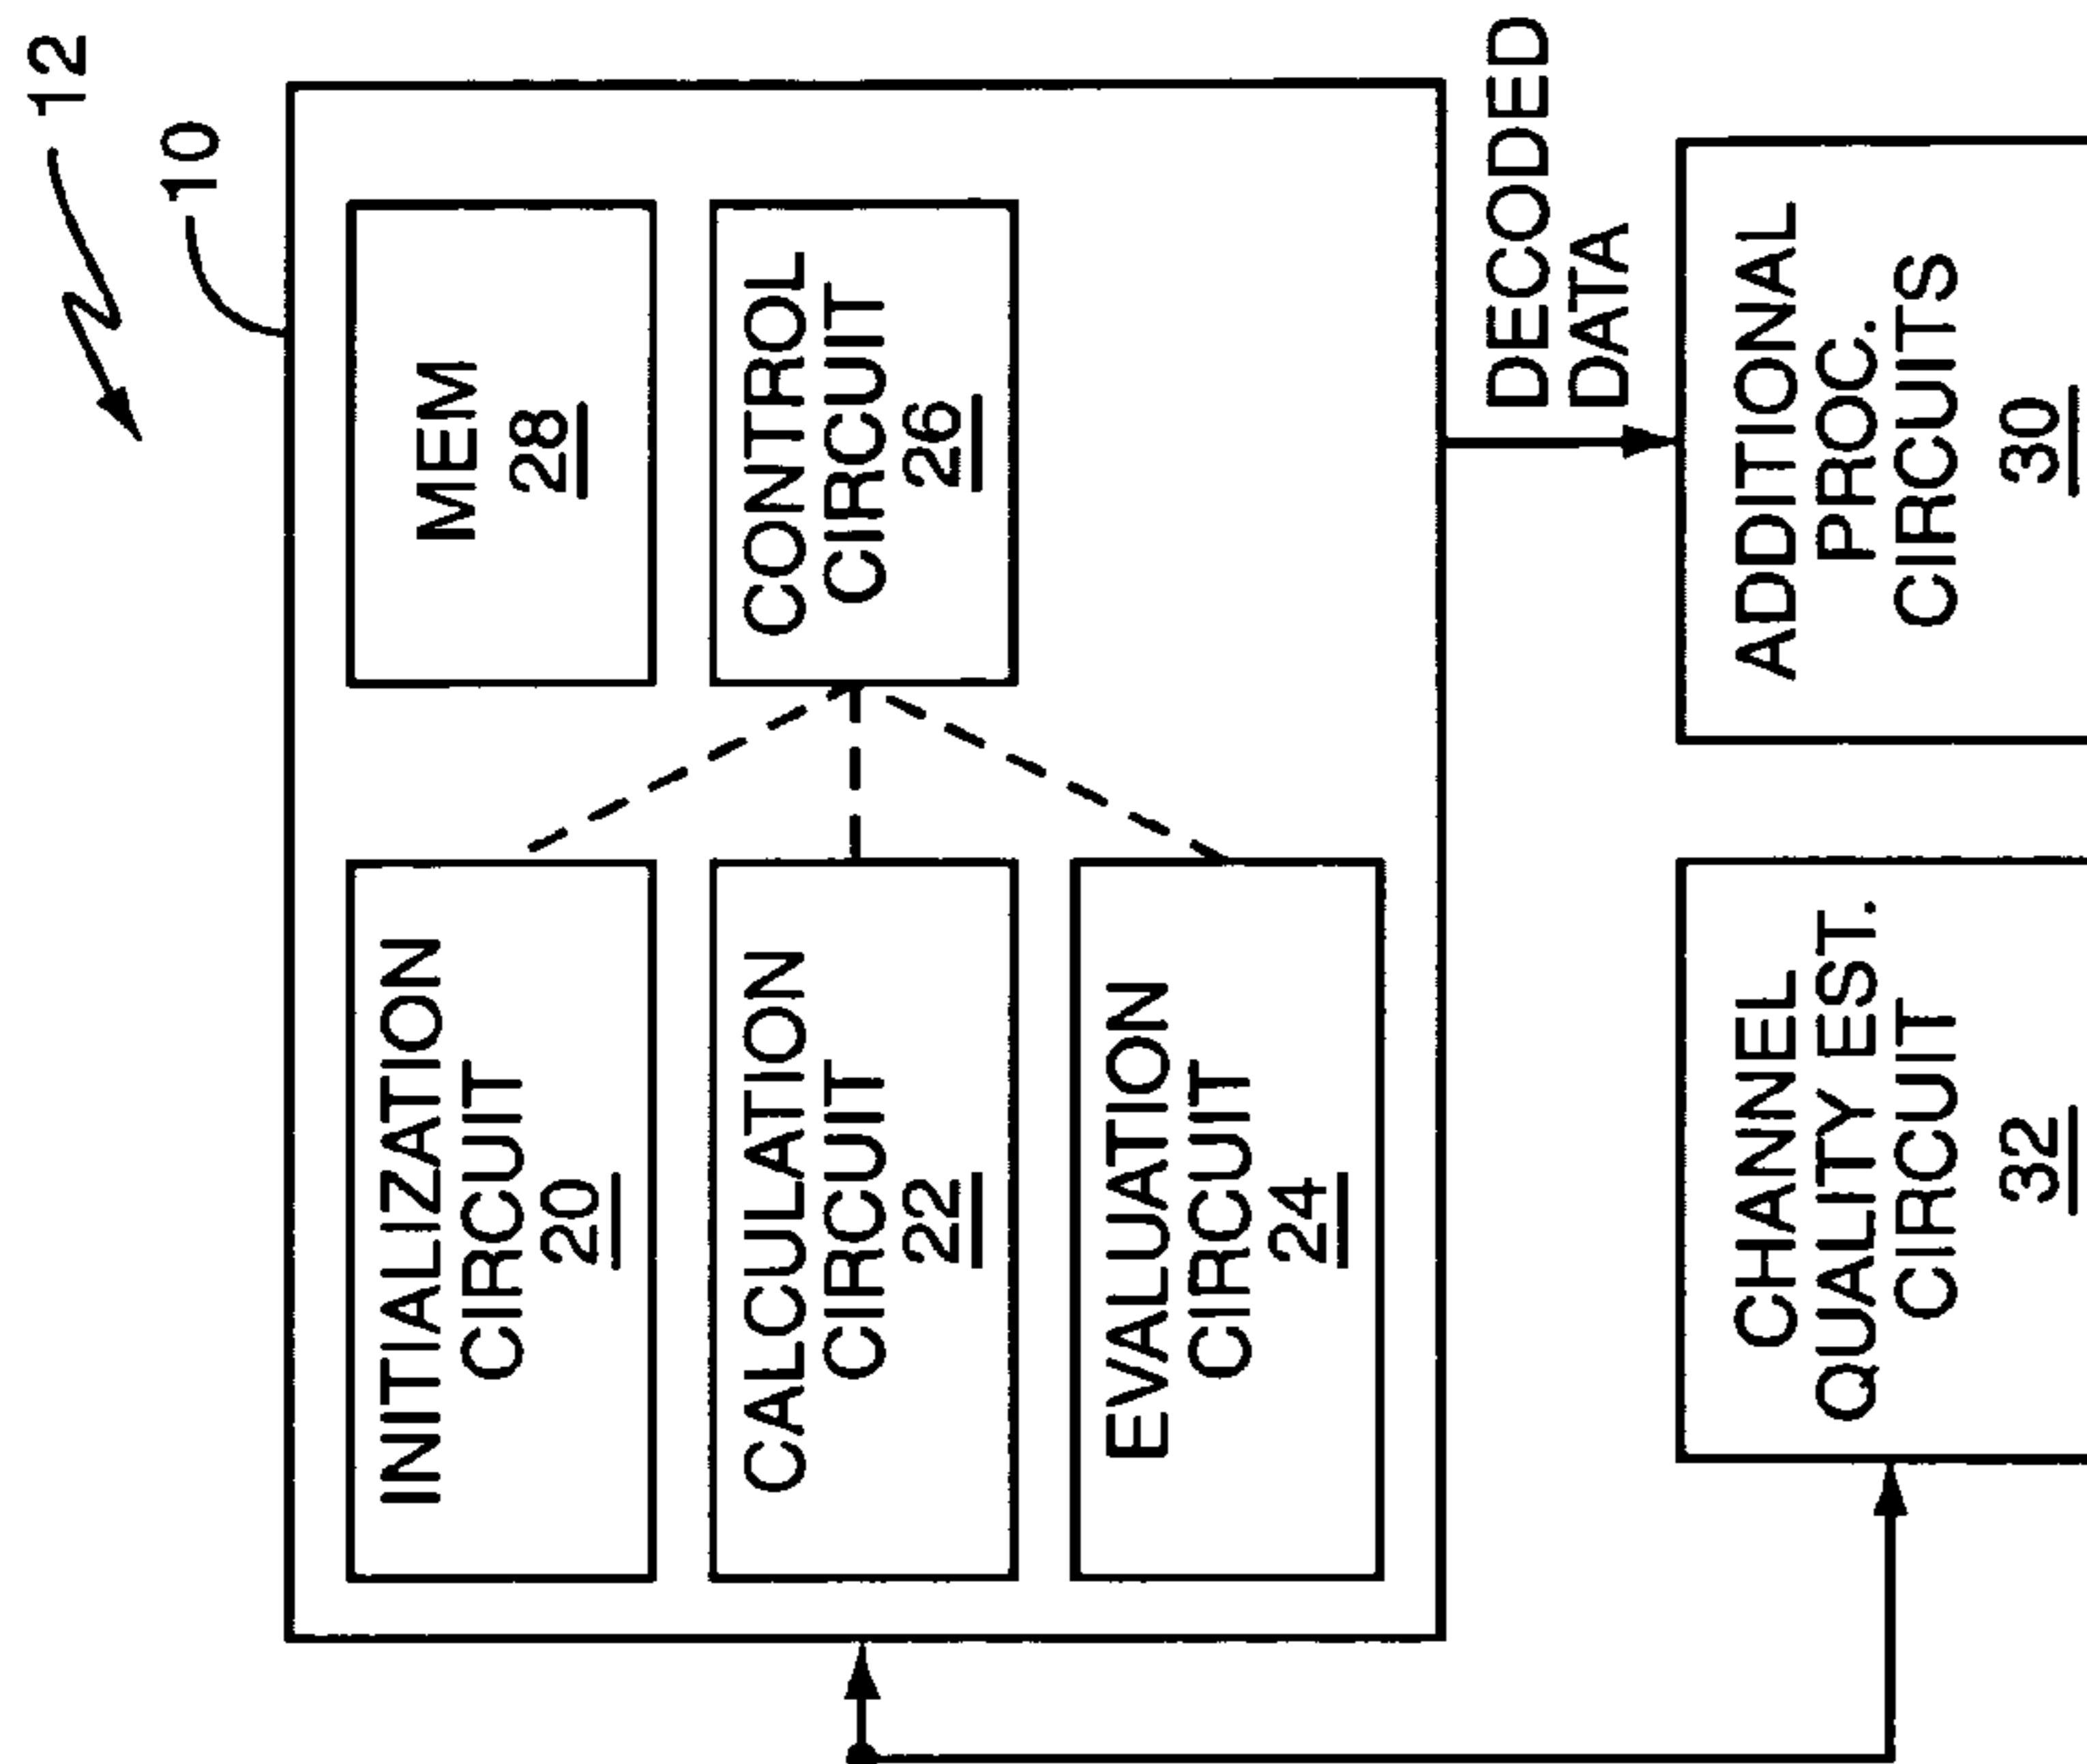 12
10
INITIALIZATION
CIRCUIT
20
MEM
28
CALCULATION
CIRCUIT
22
CONTROL
CIRCUIT
26
EVALUATION
CIRCUIT
24
DECODED
DATA
CHANNEL
QUALITY EST.
CIRCUIT
32
ADDITIONAL
PROC.
CIRCUITS
30